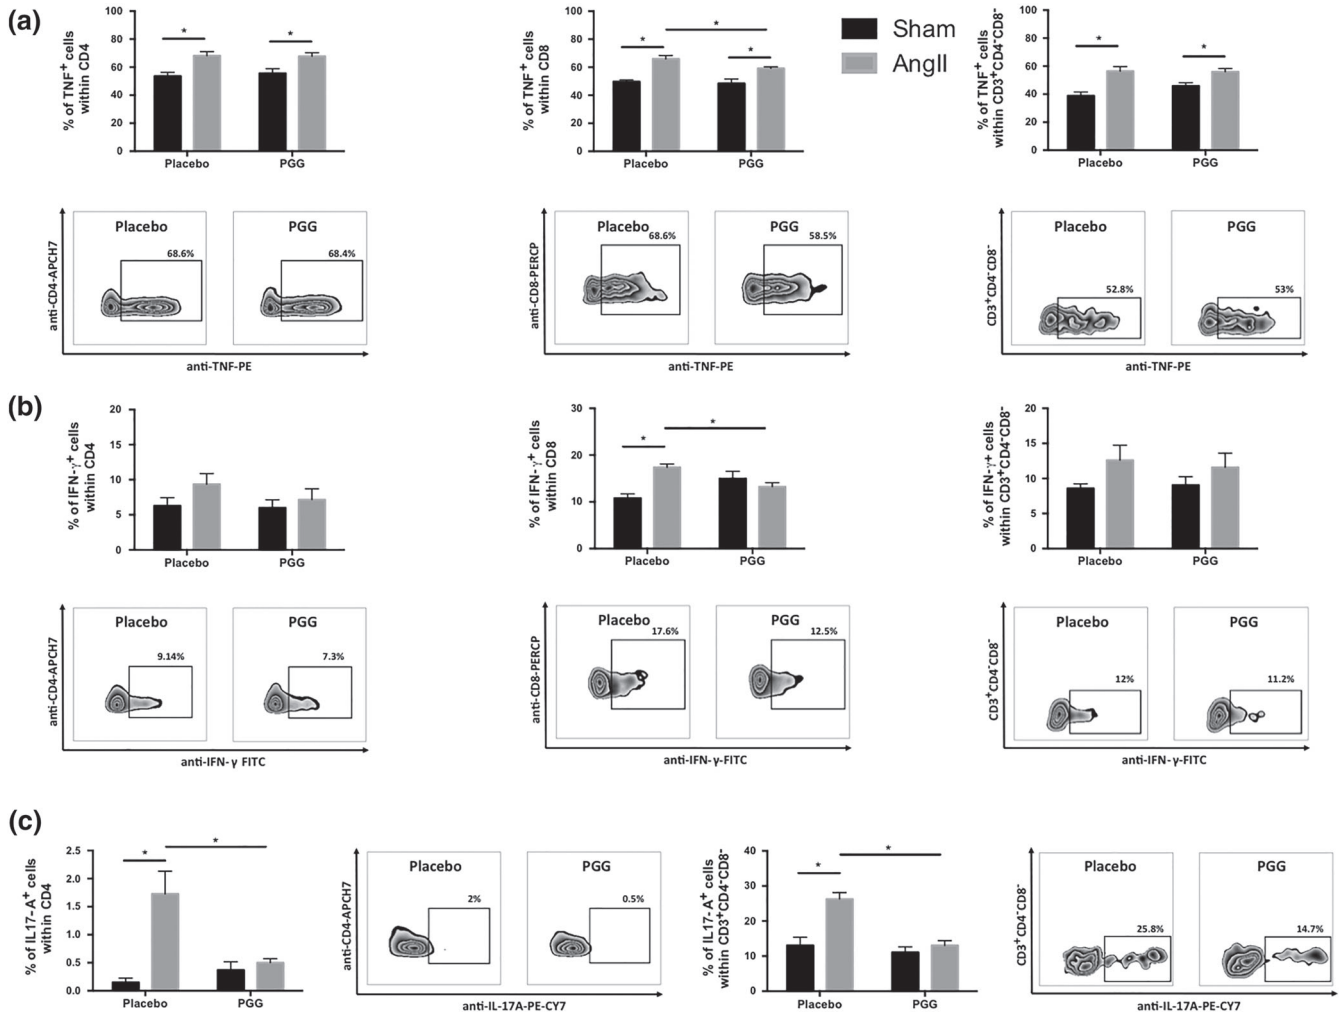 (a)
% of TNF+ cells
within CD4
100
80
60
40
20
0
*
*
Placebo
PGG
% of TNF+ cells
within CD8
100
80
60
40
20
0
*
*
*
Placebo
PGG
Sham
AngII
% of TNF+ cells
within CD3+CD4-CD8-
100
80
60
40
20
0
*
*
Placebo
PGG
anti-CD4-APCH7
Placebo
68.6%
PGG
68.4%
anti-TNF-PE
anti-CD8-PERCP
Placebo
68.6%
PGG
58.5%
anti-TNF-PE
CD3+CD4-CD8-
Placebo
52.8%
PGG
53%
anti-TNF-PE
(b)
% of IFN-γ+ cells
within CD4
20
15
10
5
0
Placebo
PGG
% of IFN-γ+ cells
within CD8
30
20
10
0
*
*
Placebo
PGG
% of IFN-γ+ cells
within CD3+CD4-CD8-
20
15
10
5
0
Placebo
PGG
anti-CD4-APCH7
Placebo
9.14%
PGG
7.3%
anti-IFN-γ FITC
anti-CD8-PERCP
Placebo
17.6%
PGG
12.5%
anti-IFN-γ-FITC
CD3+CD4-CD8-
Placebo
12%
PGG
11.2%
anti-IFN-γ-FITC
(c)
% of IL17-A+ cells
within CD4
2.5
2.0
1.5
1.0
0.5
0.0
*
*
Placebo
PGG
anti-CD4-APCH7
Placebo
2%
PGG
0.5%
anti-IL-17A-PE-CY7
% of IL17-A+ cells
within CD3+CD4-CD8-
40
30
20
10
0
*
*
Placebo
PGG
CD3+CD4-CD8-
Placebo
25.8%
PGG
14.7%
anti-IL-17A-PE-CY7